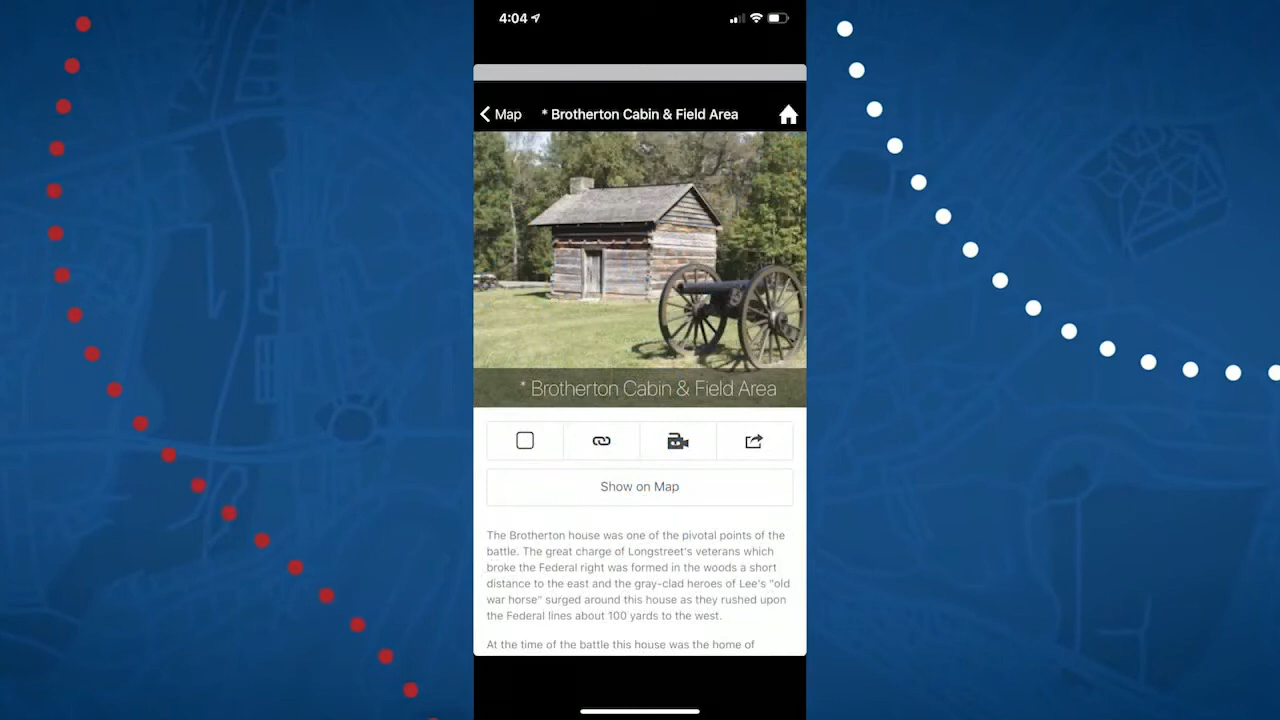 4:04
Map
* Brotherton Cabin & Field Area
* Brotherton Cabin & Field Area
Show on Map
The Brotherton house was one of the pivotal points of the
battle. The great charge of Longstreet's veterans which
broke the Federal right was formed in the woods a short
distance to the east and the gray-clad heroes of Lee's "old
war horse" surged around this house as they rushed upon
the Federal lines about 100 yards to the west.
At the time of the battle this house was the home of